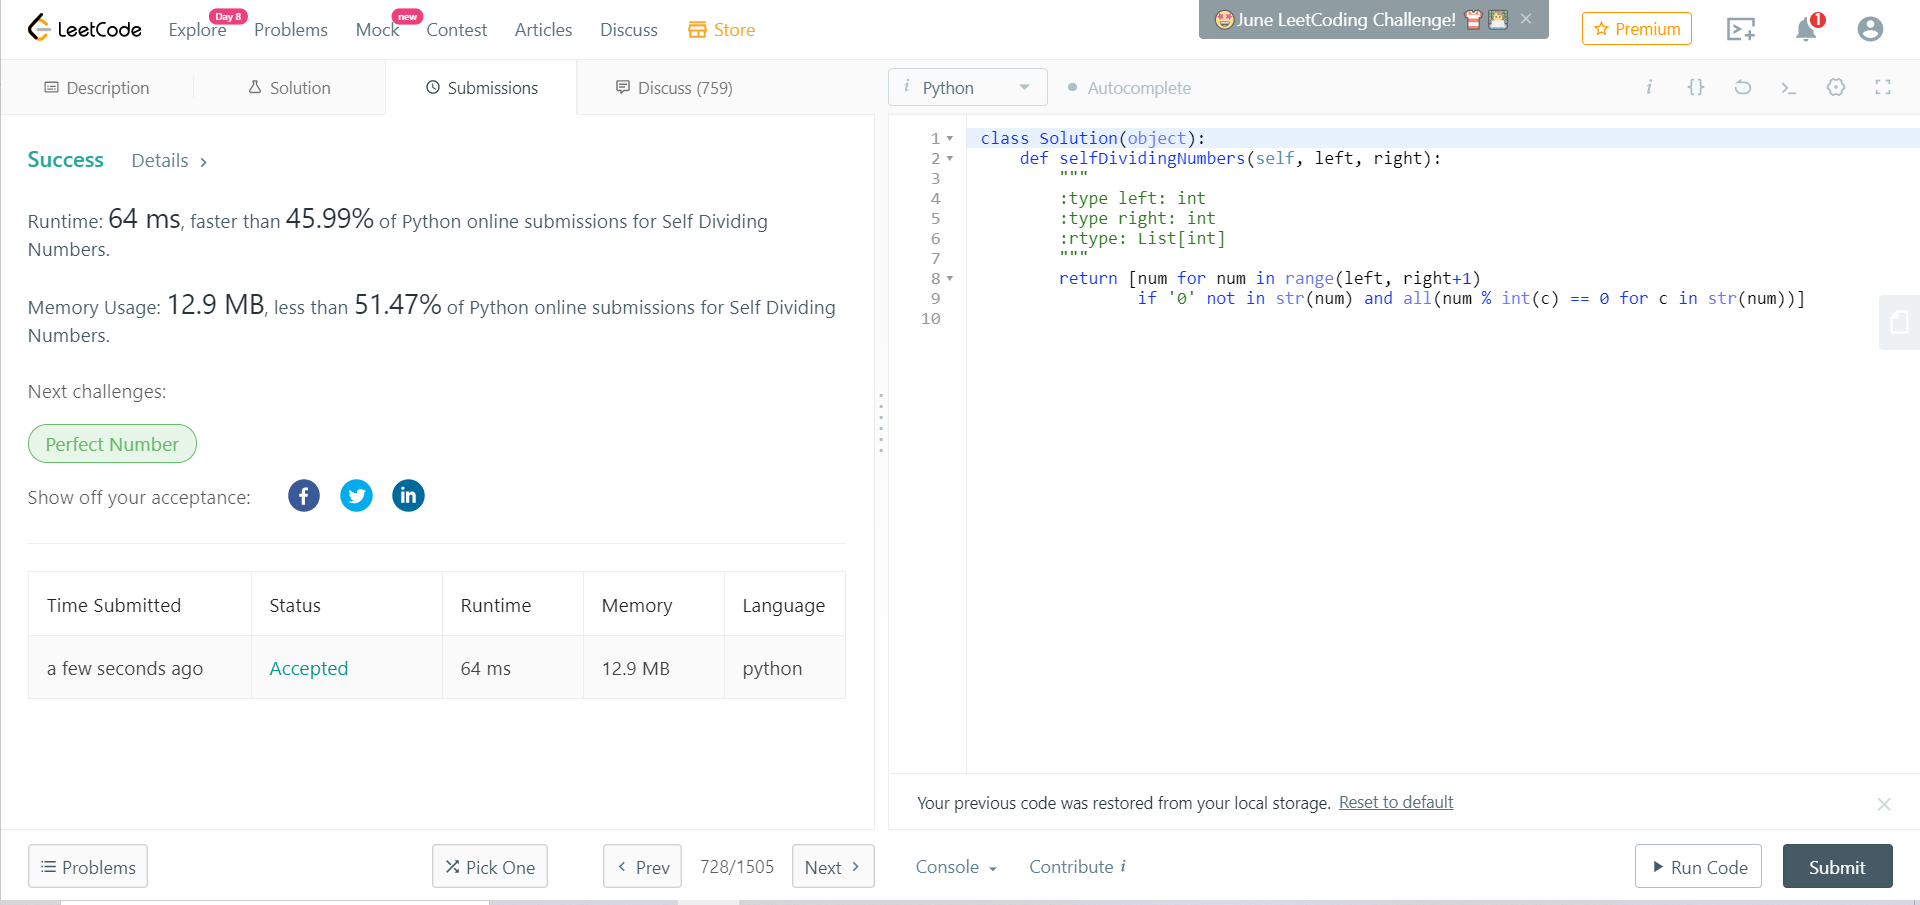 LeetCode
Explore
Day 8
Problems
Mock
new
Contest
Articles
Discuss
Store
🤩June LeetCoding Challenge!
×
Premium
1
Description
Solution
Submissions
Discuss (759)
i Python
Autocomplete
i {}
Success Details >
Runtime: 64 ms, faster than 45.99% of Python online submissions for Self Dividing
Numbers.
Memory Usage: 12.9 MB, less than 51.47% of Python online submissions for Self Dividing
Numbers.
Next challenges:
Perfect Number
Show off your acceptance:
Time Submitted Status Runtime Memory Language
a few seconds ago Accepted 64 ms 12.9 MB python
1 class Solution(object):
2 def selfDividingNumbers(self, left, right):
3 """
4 :type left: int
5 :type right: int
6 :rtype: List[int]
7 """
8 return [num for num in range(left, right+1)
9 if '0' not in str(num) and all(num % int(c) == 0 for c in str(num))]
10
Your previous code was restored from your local storage. Reset to default
Problems
Pick One
< Prev
728/1505
Next >
Console
Contribute i
Run Code
Submit